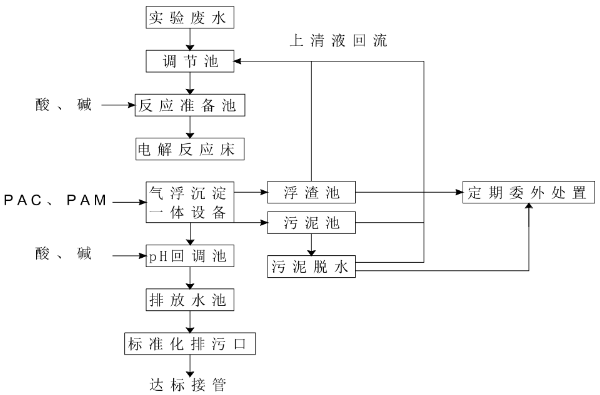 实验废水
上清液回流
调节池
酸、碱
反应准备池
电解反应床
PAC、PAM
气浮沉淀
一体设备
浮渣池
定期委外处置
污泥池
酸、碱
pH回调池
污泥脱水
排放水池
标准化排污口
达标接管